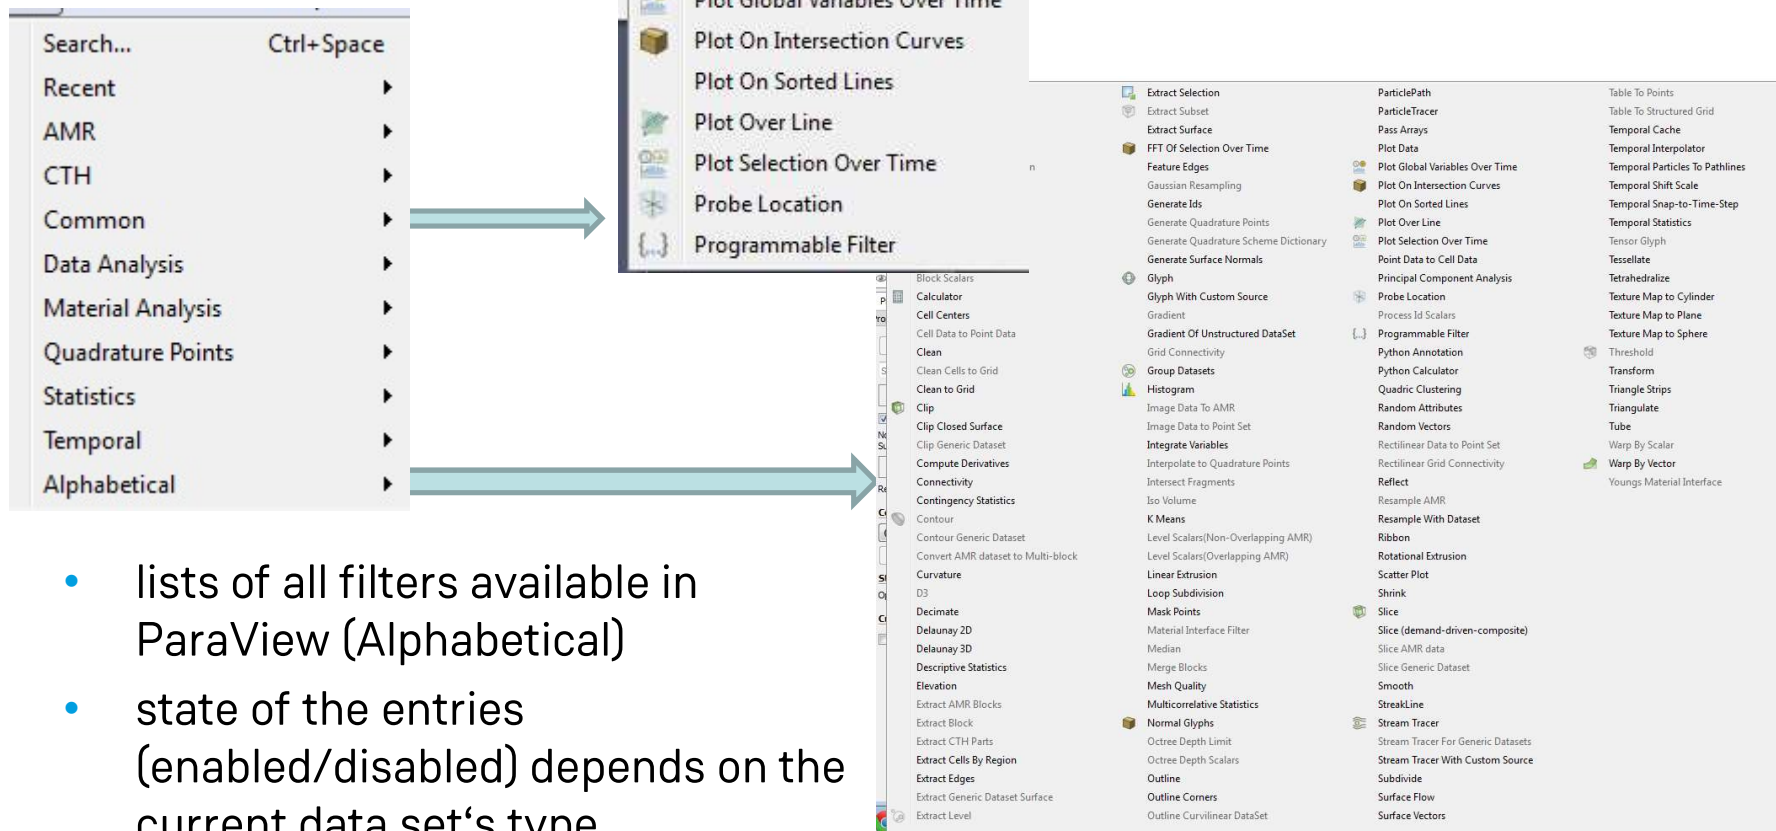 Search... Ctrl+Space
Recent
AMR
CTH
Common
Data Analysis
Material Analysis
Quadrature Points
Statistics
Temporal
Alphabetical
Plot Global Variables Over Time
Plot On Intersection Curves
Plot On Sorted Lines
Plot Over Line
Plot Selection Over Time
Probe Location
{...} Programmable Filter
Block Scalars
Calculator
Cell Centers
Cell Data to Point Data
Clean
Clean Cells to Grid
Clean to Grid
Clip
Clip Closed Surface
Clip Generic Dataset
Compute Derivatives
Connectivity
Contingency Statistics
Contour
Contour Generic Dataset
Convert AMR dataset to Multi-block
Curvature
D3
Decimate
Delaunay 2D
Delaunay 3D
Descriptive Statistics
Elevation
Extract AMR Blocks
Extract Block
Extract CTH Parts
Extract Cells By Region
Extract Edges
Extract Generic Dataset Surface
Extract Level
Extract Selection
Extract Subset
Extract Surface
FFT Of Selection Over Time
Feature Edges
Gaussian Resampling
Generate Ids
Generate Quadrature Points
Generate Quadrature Scheme Dictionary
Generate Surface Normals
Glyph
Glyph With Custom Source
Gradient
Gradient Of Unstructured DataSet
Grid Connectivity
Group Datasets
Histogram
Image Data To AMR
Image Data to Point Set
Integrate Variables
Interpolate to Quadrature Points
Intersect Fragments
Iso Volume
K Means
Level Scalars(Non-Overlapping AMR)
Level Scalars(Overlapping AMR)
Linear Extrusion
Loop Subdivision
Mask Points
Material Interface Filter
Median
Merge Blocks
Mesh Quality
Multicorrelative Statistics
Normal Glyphs
Octree Depth Limit
Octree Depth Scalars
Outline
Outline Corners
Outline Curvilinear DataSet
ParticlePath
ParticleTracer
Pass Arrays
Plot Data
Plot Global Variables Over Time
Plot On Intersection Curves
Plot On Sorted Lines
Plot Over Line
Plot Selection Over Time
Point Data to Cell Data
Principal Component Analysis
Probe Location
Process Id Scalars
{...} Programmable Filter
Python Annotation
Python Calculator
Quadric Clustering
Random Attributes
Random Vectors
Rectilinear Data to Point Set
Rectilinear Grid Connectivity
Reflect
Resample AMR
Resample With Dataset
Ribbon
Rotational Extrusion
Scatter Plot
Shrink
Slice
Slice (demand-driven-composite)
Slice AMR data
Slice Generic Dataset
Smooth
StreakLine
Stream Tracer
Stream Tracer For Generic Datasets
Stream Tracer With Custom Source
Subdivide
Surface Flow
Surface Vectors
Table To Points
Table To Structured Grid
Temporal Cache
Temporal Interpolator
Temporal Particles To Pathlines
Temporal Shift Scale
Temporal Snap-to-Time-Step
Temporal Statistics
Tensor Glyph
Tessellate
Tetrahedralize
Texture Map to Cylinder
Texture Map to Plane
Texture Map to Sphere
Threshold
Transform
Triangle Strips
Triangulate
Tube
Warp By Scalar
Warp By Vector
Youngs Material Interface
• lists of all filters available in
ParaView (Alphabetical)
• state of the entries
(enabled/disabled) depends on the
current data set‘s type